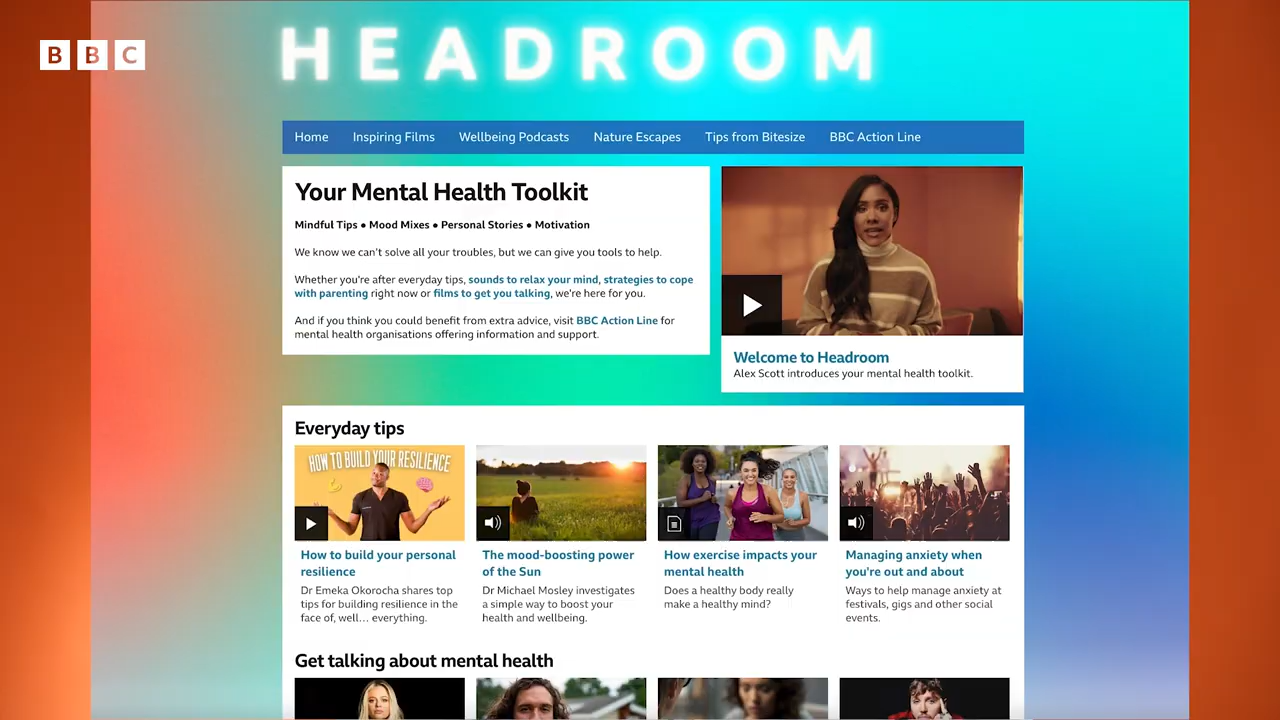 BBC
HEADROOM
Home
Inspiring Films
Wellbeing Podcasts
Nature Escapes
Tips from Bitesize
BBC Action Line
Your Mental Health Toolkit
Mindful Tips ● Mood Mixes ● Personal Stories ● Motivation
We know we can't solve all your troubles, but we can give you tools to help.
Whether you're after everyday tips, sounds to relax your mind, strategies to cope
with parenting right now or films to get you talking, we're here for you.
And if you think you could benefit from extra advice, visit BBC Action Line for
mental health organisations offering information and support.
Welcome to Headroom
Alex Scott introduces your mental health toolkit.
Everyday tips
HOW TO BUILD YOUR RESILIENCE
How to build your personal
resilience
Dr Emeka Okorocha shares top
tips for building resilience in the
face of, well... everything.
The mood-boosting power
of the Sun
Dr Michael Mosley investigates
a simple way to boost your
health and wellbeing.
How exercise impacts your
mental health
Does a healthy body really
make a healthy mind?
Managing anxiety when
you're out and about
Ways to help manage anxiety at
festivals, gigs and other social
events.
Get talking about mental health